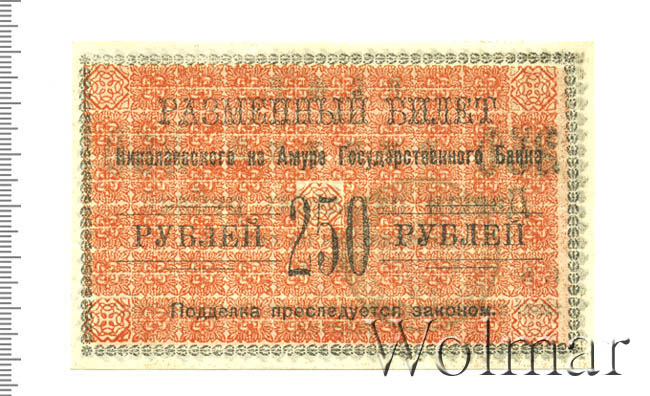 РАЗМЕННЫЙ БИЛЕТ
Николаевского на Амуре Государственного Банка
РУБЛЕЙ 250 РУБЛЕЙ
Подделка преследуется законом.
Wolmar